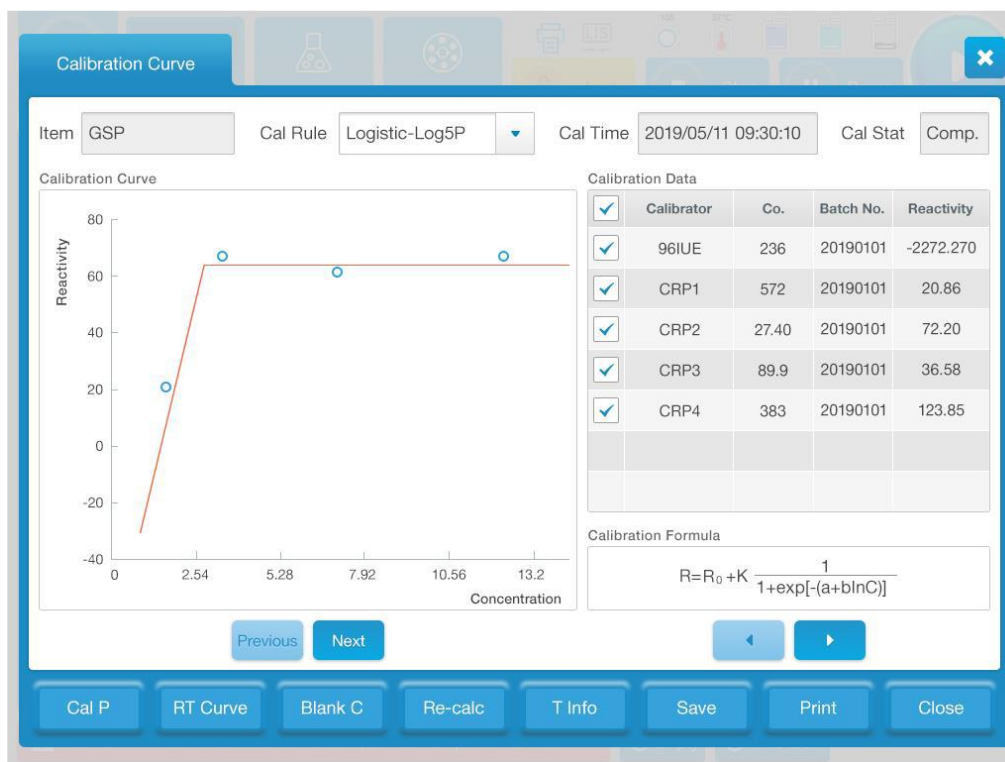 LIS
Calibration Curve
Item GSP Cal Rule Logistic-Log5P Cal Time 2019/05/11 09:30:10 Cal Stat Comp.
Calibration Curve
80
60
40
20
0
-20
-40
Reactivity
0 2.54 5.28 7.92 10.56 13.2
Concentration
Calibration Data
Calibrator Co. Batch No. Reactivity
96IUE 236 20190101 -2272.270
CRP1 572 20190101 20.86
CRP2 27.40 20190101 72.20
CRP3 89.9 20190101 36.58
CRP4 383 20190101 123.85
Calibration Formula
R=R₀+K 1
1+exp[-(a+blnC)]
Previous Next
Cal P RT Curve Blank C Re-calc T Info Save Print Close